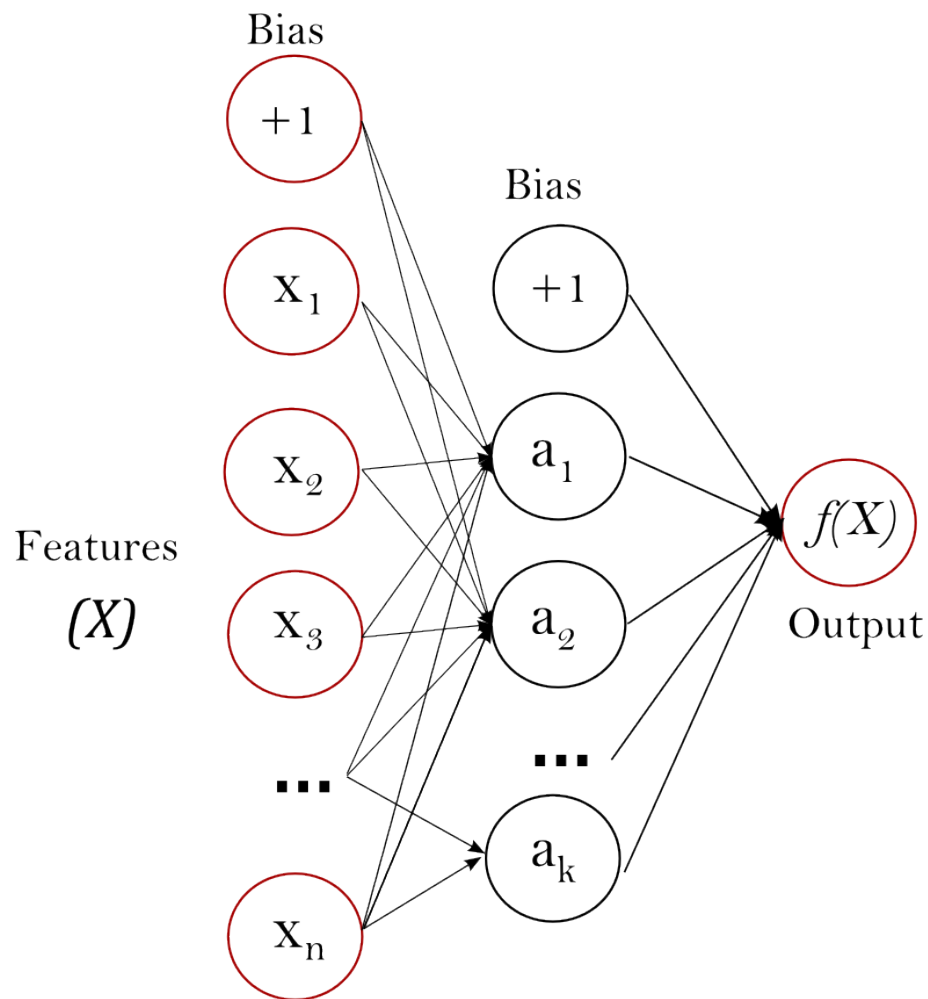 Bias
+1
x₁
x₂
x₃
...
xₙ
Features
(X)
Bias
+1
a₁
a₂
...
aₖ
f(X)
Output